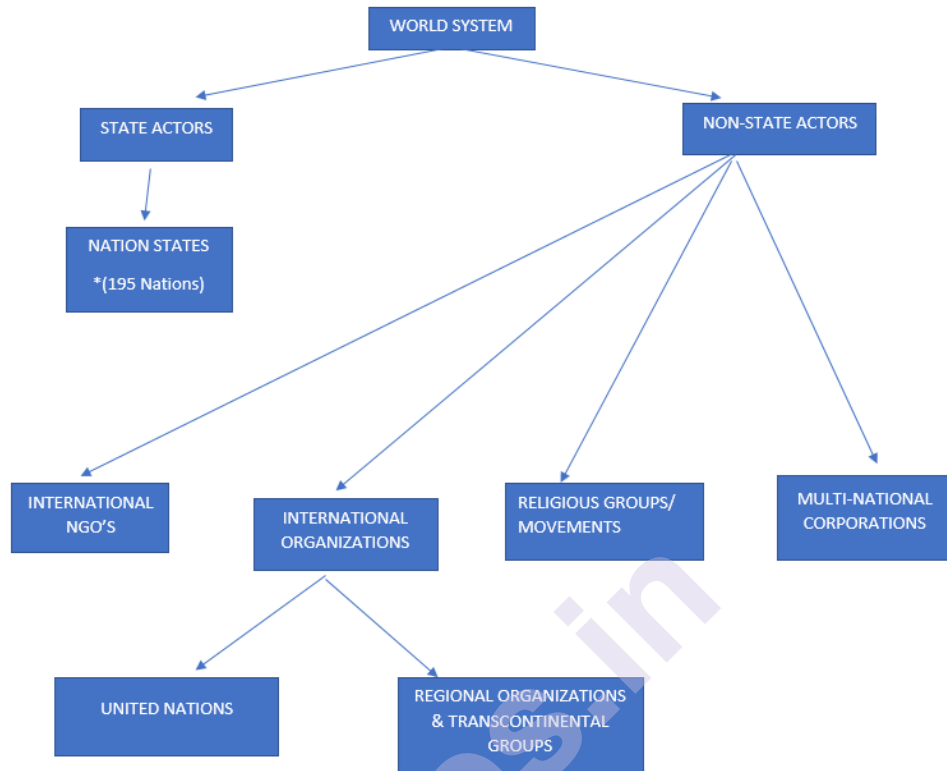 WORLD SYSTEM
STATE ACTORS
NON-STATE ACTORS
NATION STATES
*(195 Nations)
INTERNATIONAL
NGO'S
INTERNATIONAL
ORGANIZATIONS
RELIGIOUS GROUPS/
MOVEMENTS
MULTI-NATIONAL
CORPORATIONS
UNITED NATIONS
REGIONAL ORGANIZATIONS
& TRANSCONTINENTAL
GROUPS